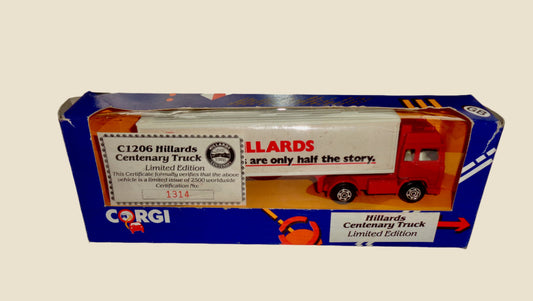 C1206 Hillards
Centenary Truck
Limited Edition
This Certificate formally verifies that the above
vehicle is a limited issue of 2500 worldwide
Certification No:
1314
HILLARDS
ILLARDS
are only half the story.
CORGI
Hillards
Centenary Truck
Limited Edition